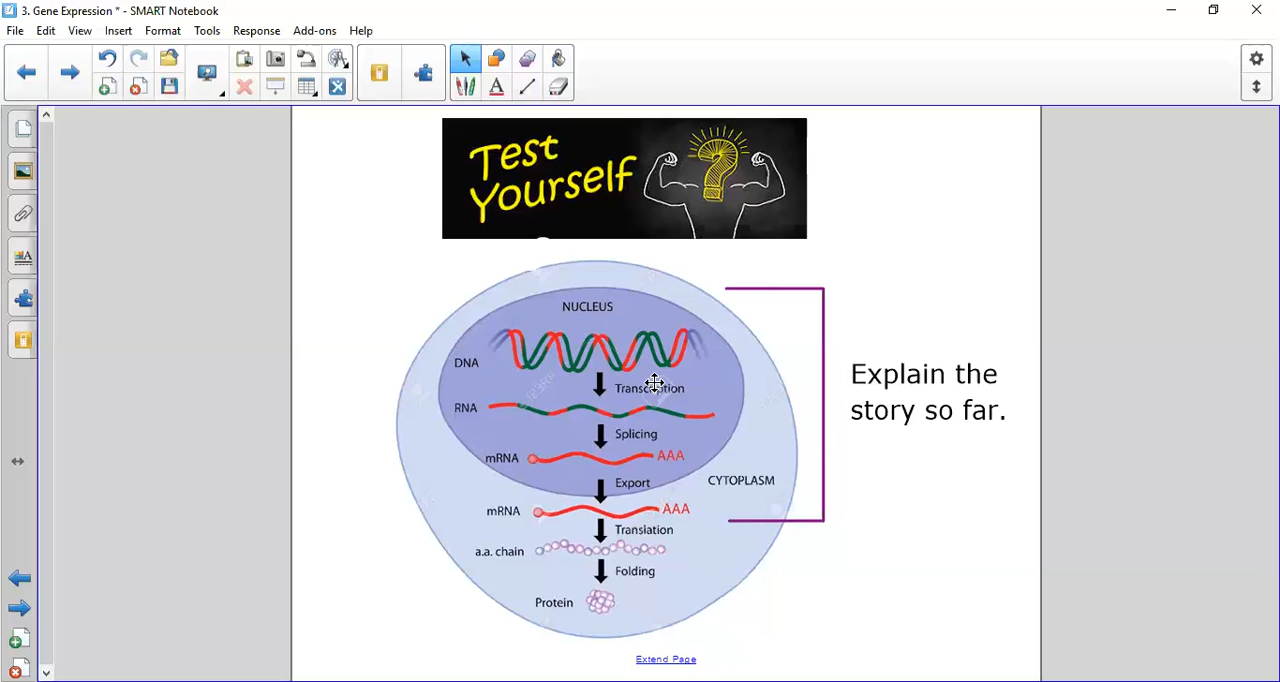 3. Gene Expression * - SMART Notebook
File Edit View Insert Format Tools Response Add-ons Help
Test
Yourself
?
NUCLEUS
DNA
Transcription
RNA
Splicing
mRNA
AAA
Export
CYTOPLASM
mRNA
AAA
Translation
a.a. chain
Folding
Protein
Explain the
story so far.
Extend Page